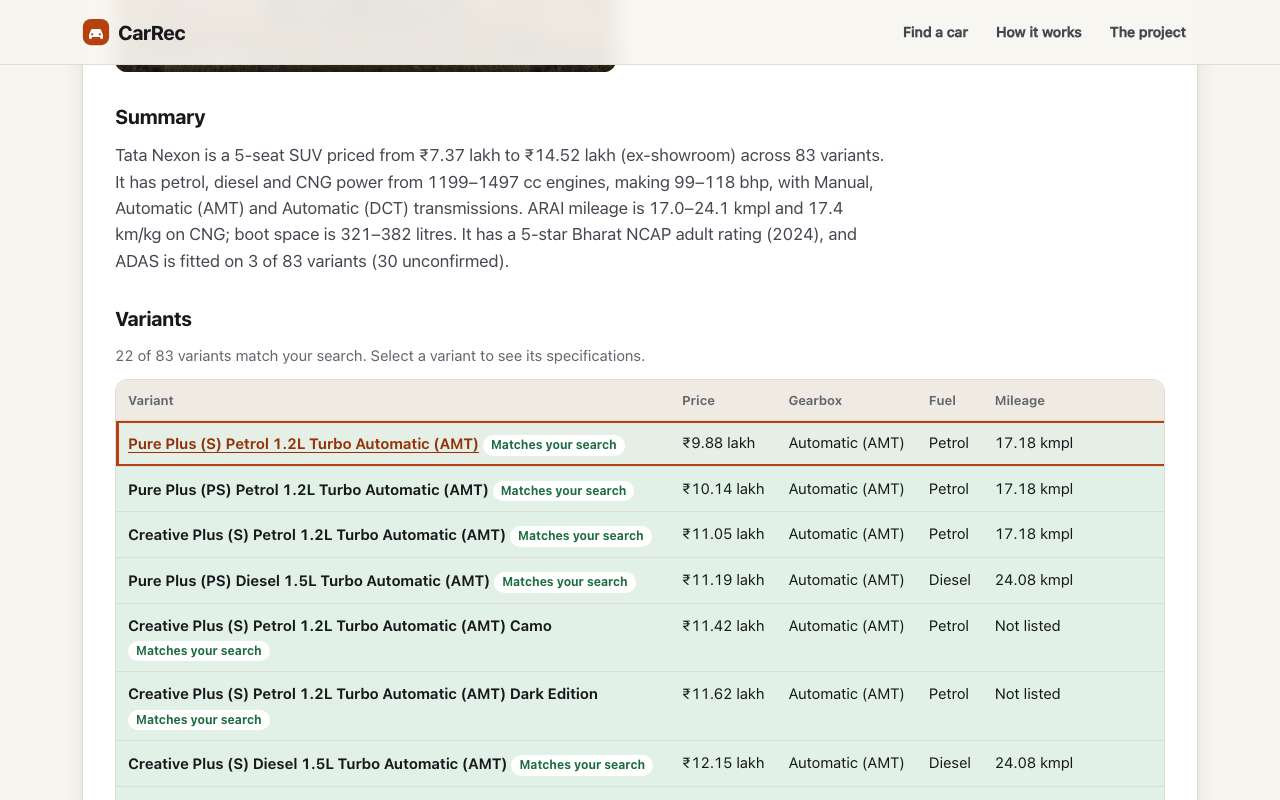 CarRec
Find a car
How it works
The project
Summary
Tata Nexon is a 5-seat SUV priced from ₹7.37 lakh to ₹14.52 lakh (ex-showroom) across 83 variants.
It has petrol, diesel and CNG power from 1199–1497 cc engines, making 99–118 bhp, with Manual,
Automatic (AMT) and Automatic (DCT) transmissions. ARAI mileage is 17.0–24.1 kmpl and 17.4
km/kg on CNG; boot space is 321–382 litres. It has a 5-star Bharat NCAP adult rating (2024), and
ADAS is fitted on 3 of 83 variants (30 unconfirmed).
Variants
22 of 83 variants match your search. Select a variant to see its specifications.
Variant Price Gearbox Fuel Mileage
Pure Plus (S) Petrol 1.2L Turbo Automatic (AMT) Matches your search ₹9.88 lakh Automatic (AMT) Petrol 17.18 kmpl
Pure Plus (PS) Petrol 1.2L Turbo Automatic (AMT) Matches your search ₹10.14 lakh Automatic (AMT) Petrol 17.18 kmpl
Creative Plus (S) Petrol 1.2L Turbo Automatic (AMT) Matches your search ₹11.05 lakh Automatic (AMT) Petrol 17.18 kmpl
Pure Plus (PS) Diesel 1.5L Turbo Automatic (AMT) Matches your search ₹11.19 lakh Automatic (AMT) Diesel 24.08 kmpl
Creative Plus (S) Petrol 1.2L Turbo Automatic (AMT) Camo ₹11.42 lakh Automatic (AMT) Petrol Not listed
Matches your search
Creative Plus (S) Petrol 1.2L Turbo Automatic (AMT) Dark Edition ₹11.62 lakh Automatic (AMT) Petrol Not listed
Matches your search
Creative Plus (S) Diesel 1.5L Turbo Automatic (AMT) Matches your search ₹12.15 lakh Automatic (AMT) Diesel 24.08 kmpl